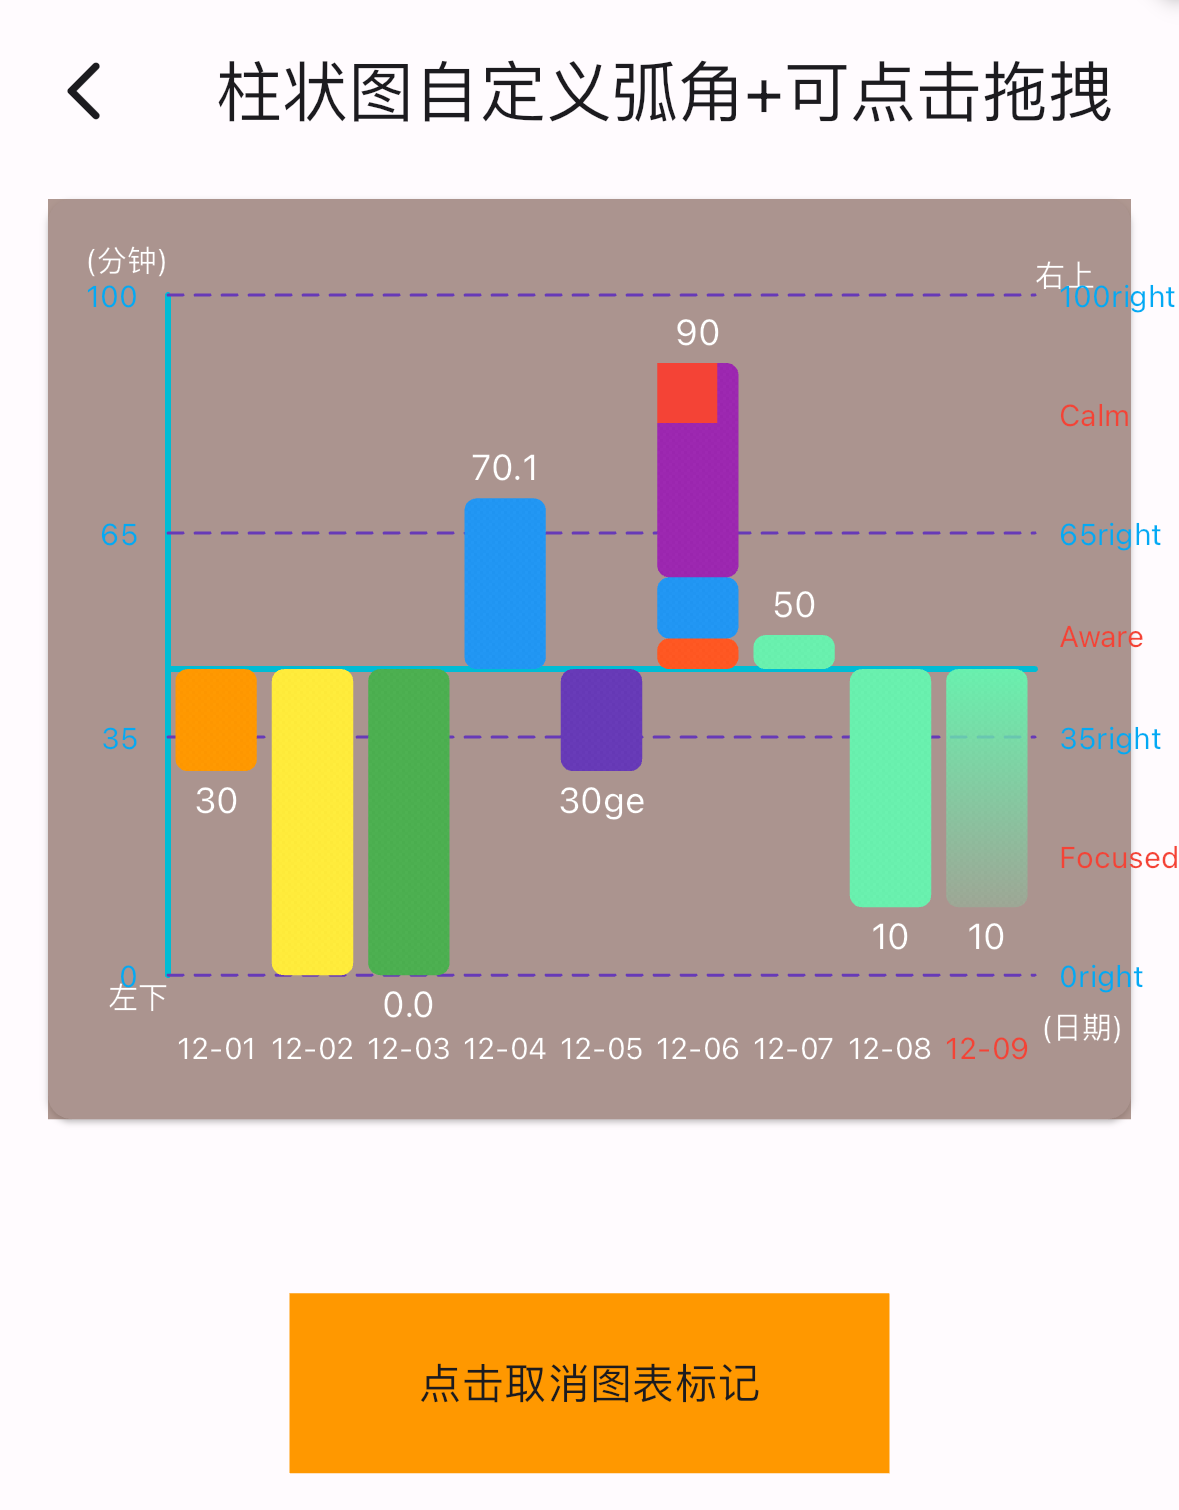 柱状图自定义弧角+可点击拖拽
(分钟)
右上
100
100right
90
Calm
70.1
65
65right
50
Aware
35
35right
30
30ge
Focused
10
10
0
0right
左下
0.0
(日期)
12-01 12-02 12-03 12-04 12-05 12-06 12-07 12-08 12-09
点击取消图表标记